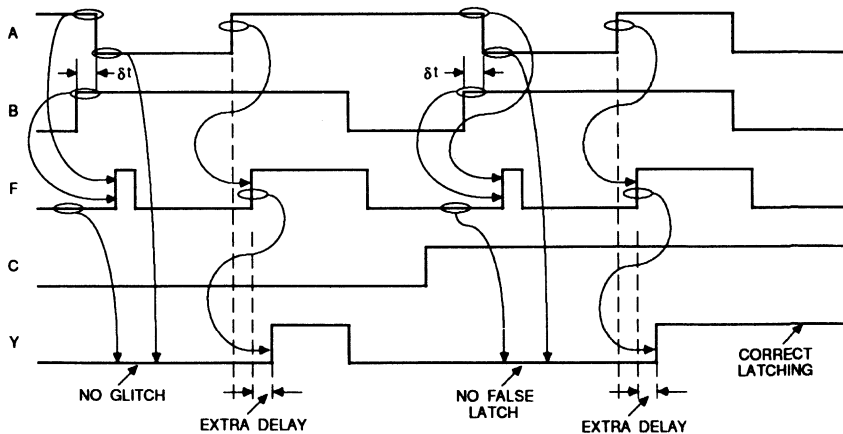 A
δt
δt
B
F
C
Y
NO GLITCH
EXTRA DELAY
NO FALSE
LATCH
EXTRA DELAY
CORRECT
LATCHING